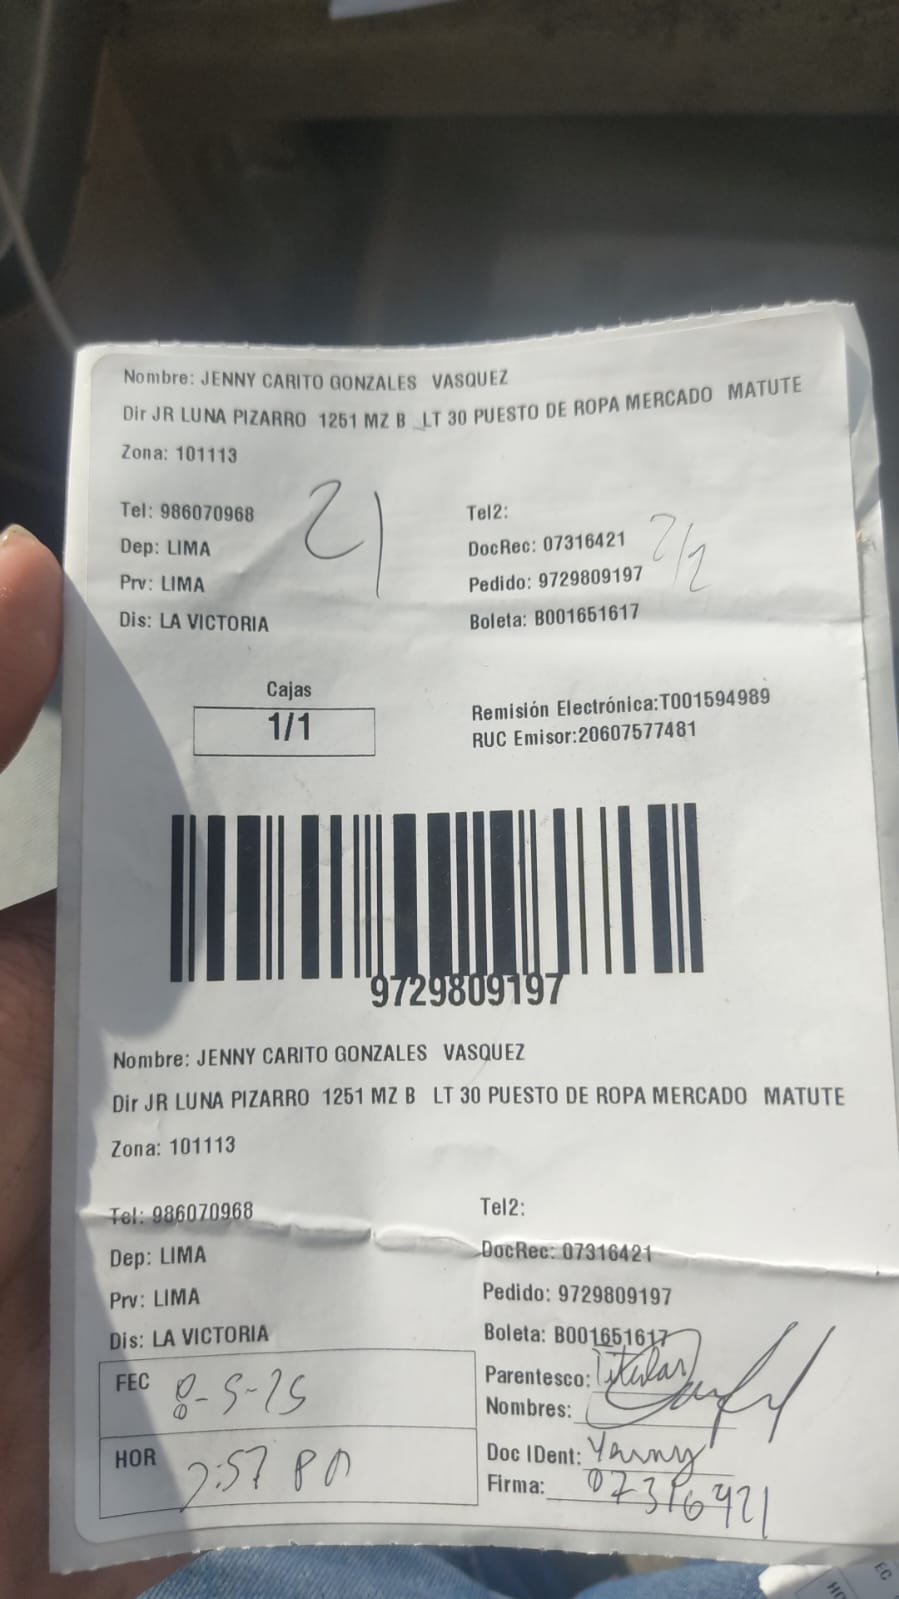 Nombre: JENNY CARITO GONZALES VASQUEZ
Dir JR LUNA PIZARRO 1251 MZ B LT 30 PUESTO DE ROPA MERCADO MATUTE
Zona: 101113
Tel: 986070968 Tel2:
Dep: LIMA DocRec: 07316421
Prv: LIMA Pedido: 9729809197
Dis: LA VICTORIA Boleta: B001651617
21
Cajas
1/1
Remisión Electrónica:T001594989
RUC Emisor:20607577481
9729809197
Nombre: JENNY CARITO GONZALES VASQUEZ
Dir JR LUNA PIZARRO 1251 MZ B LT 30 PUESTO DE ROPA MERCADO MATUTE
Zona: 101113
Tel: 986070968 Tel2:
Dep: LIMA DocRec: 07316421
Prv: LIMA Pedido: 9729809197
Dis: LA VICTORIA Boleta: B001651617
FEC 8-5-25 Parentesco: Titular
Nombres:
HOR Doc IDent: Yenny
Firma: 07316421